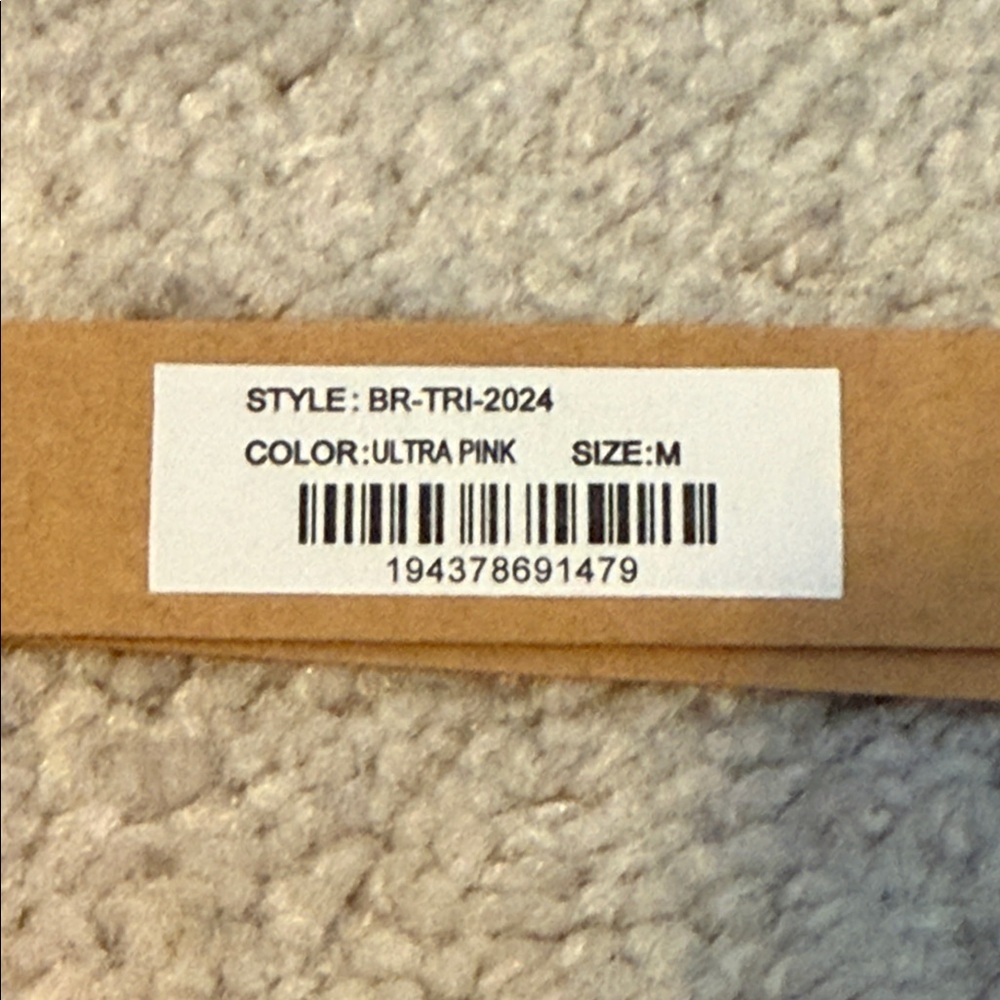 STYLE: BR-TRI-2024
COLOR:ULTRA PINK SIZE:M
194378691479